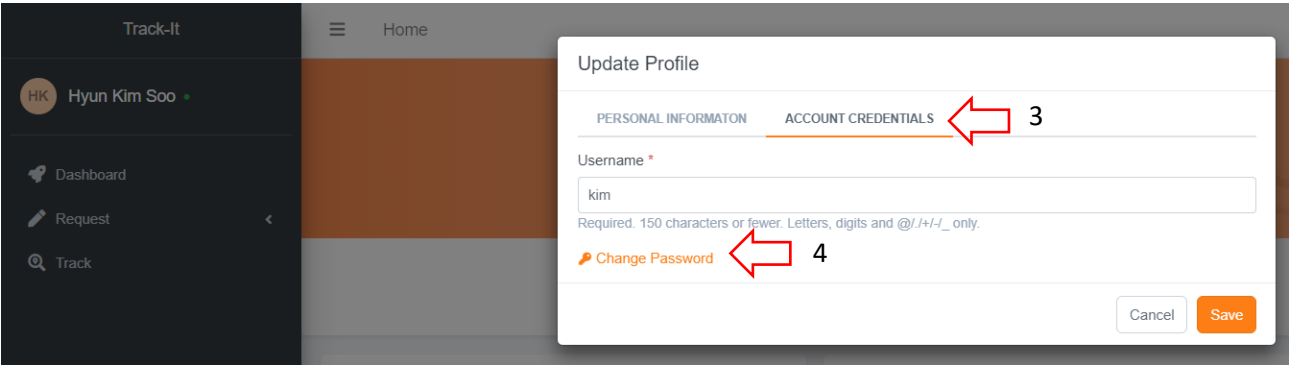 Track-It
Home
HK
Hyun Kim Soo
Dashboard
Request
Track
Update Profile
PERSONAL INFORMATON
ACCOUNT CREDENTIALS
3
Username *
kim
Required. 150 characters or fewer. Letters, digits and @/./+/-/_ only.
Change Password
4
Cancel
Save